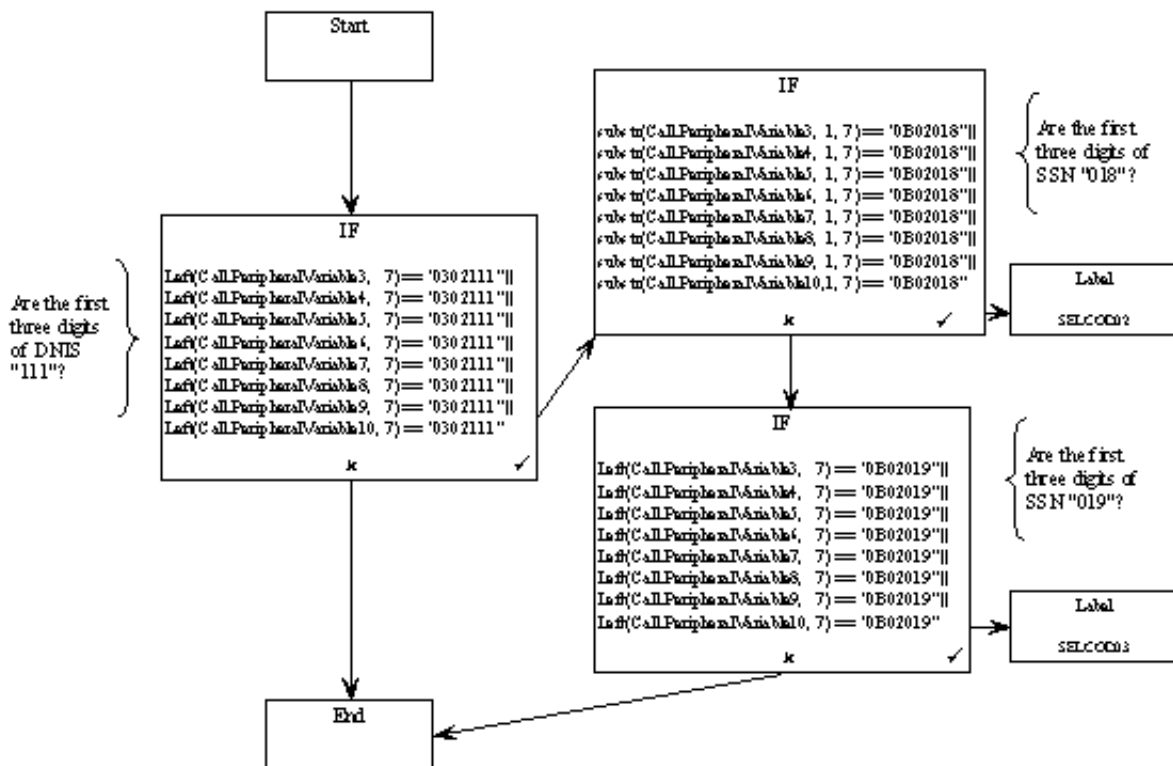 Start
IF
Left(Call.PeripheralVariable3, 7)== "0302111"||
Left(Call.PeripheralVariable4, 7)== "0302111"||
Left(Call.PeripheralVariable5, 7)== "0302111"||
Left(Call.PeripheralVariable6, 7)== "0302111"||
Left(Call.PeripheralVariable7, 7)== "0302111"||
Left(Call.PeripheralVariable8, 7)== "0302111"||
Left(Call.PeripheralVariable9, 7)== "0302111"||
Left(Call.PeripheralVariable10, 7)== "0302111"
Are the first
three digits
of DNIS
"111"?
IF
substr(Call.PeripheralVariable3, 1, 7)== "0B02018"||
substr(Call.PeripheralVariable4, 1, 7)== "0B02018"||
substr(Call.PeripheralVariable5, 1, 7)== "0B02018"||
substr(Call.PeripheralVariable6, 1, 7)== "0B02018"||
substr(Call.PeripheralVariable7, 1, 7)== "0B02018"||
substr(Call.PeripheralVariable8, 1, 7)== "0B02018"||
substr(Call.PeripheralVariable9, 1, 7)== "0B02018"||
substr(Call.PeripheralVariable10,1, 7)== "0B02018"
Are the first
three digits of
SSN "018"?
Label
SELCOD02
IF
Left(Call.PeripheralVariable3, 7)== "0B02019"||
Left(Call.PeripheralVariable4, 7)== "0B02019"||
Left(Call.PeripheralVariable5, 7)== "0B02019"||
Left(Call.PeripheralVariable6, 7)== "0B02019"||
Left(Call.PeripheralVariable7, 7)== "0B02019"||
Left(Call.PeripheralVariable8, 7)== "0B02019"||
Left(Call.PeripheralVariable9, 7)== "0B02019"||
Left(Call.PeripheralVariable10, 7)== "0B02019"
Are the first
three digits of
SSN "019"?
Label
SELCOD03
End